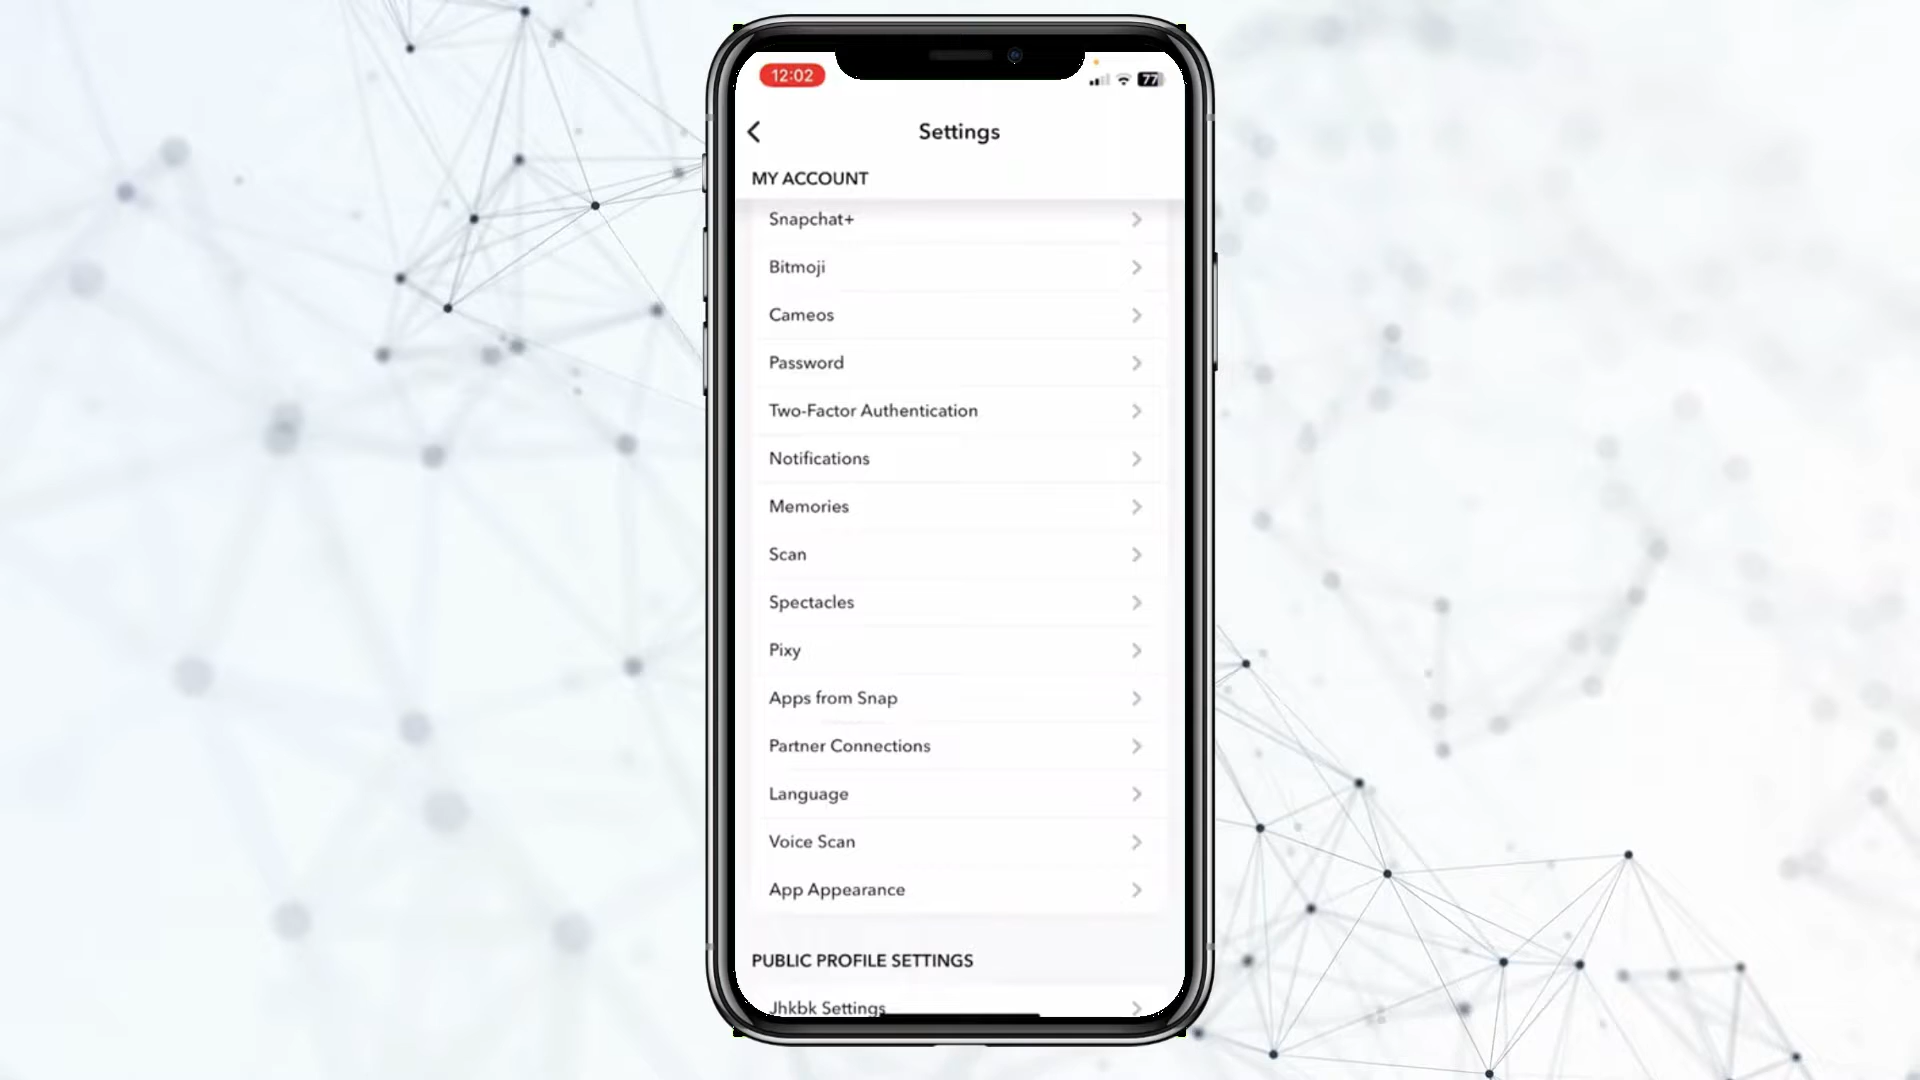 12:02
77
Settings
MY ACCOUNT
Snapchat+
Bitmoji
Cameos
Password
Two-Factor Authentication
Notifications
Memories
Scan
Spectacles
Pixy
Apps from Snap
Partner Connections
Language
Voice Scan
App Appearance
PUBLIC PROFILE SETTINGS
Jhkbk Settings